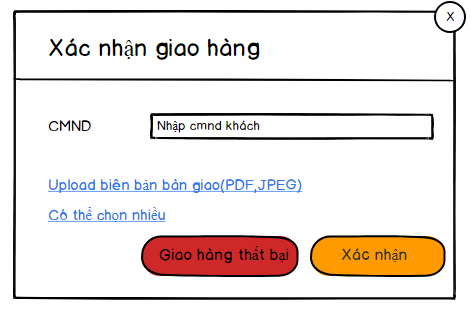 X
Xác nhận giao hàng
CMND
Nhập cmnd khách
Upload biên bản bàn giao(PDF,JPEG)
Có thể chọn nhiều
Giao hàng thất bại
Xác nhận